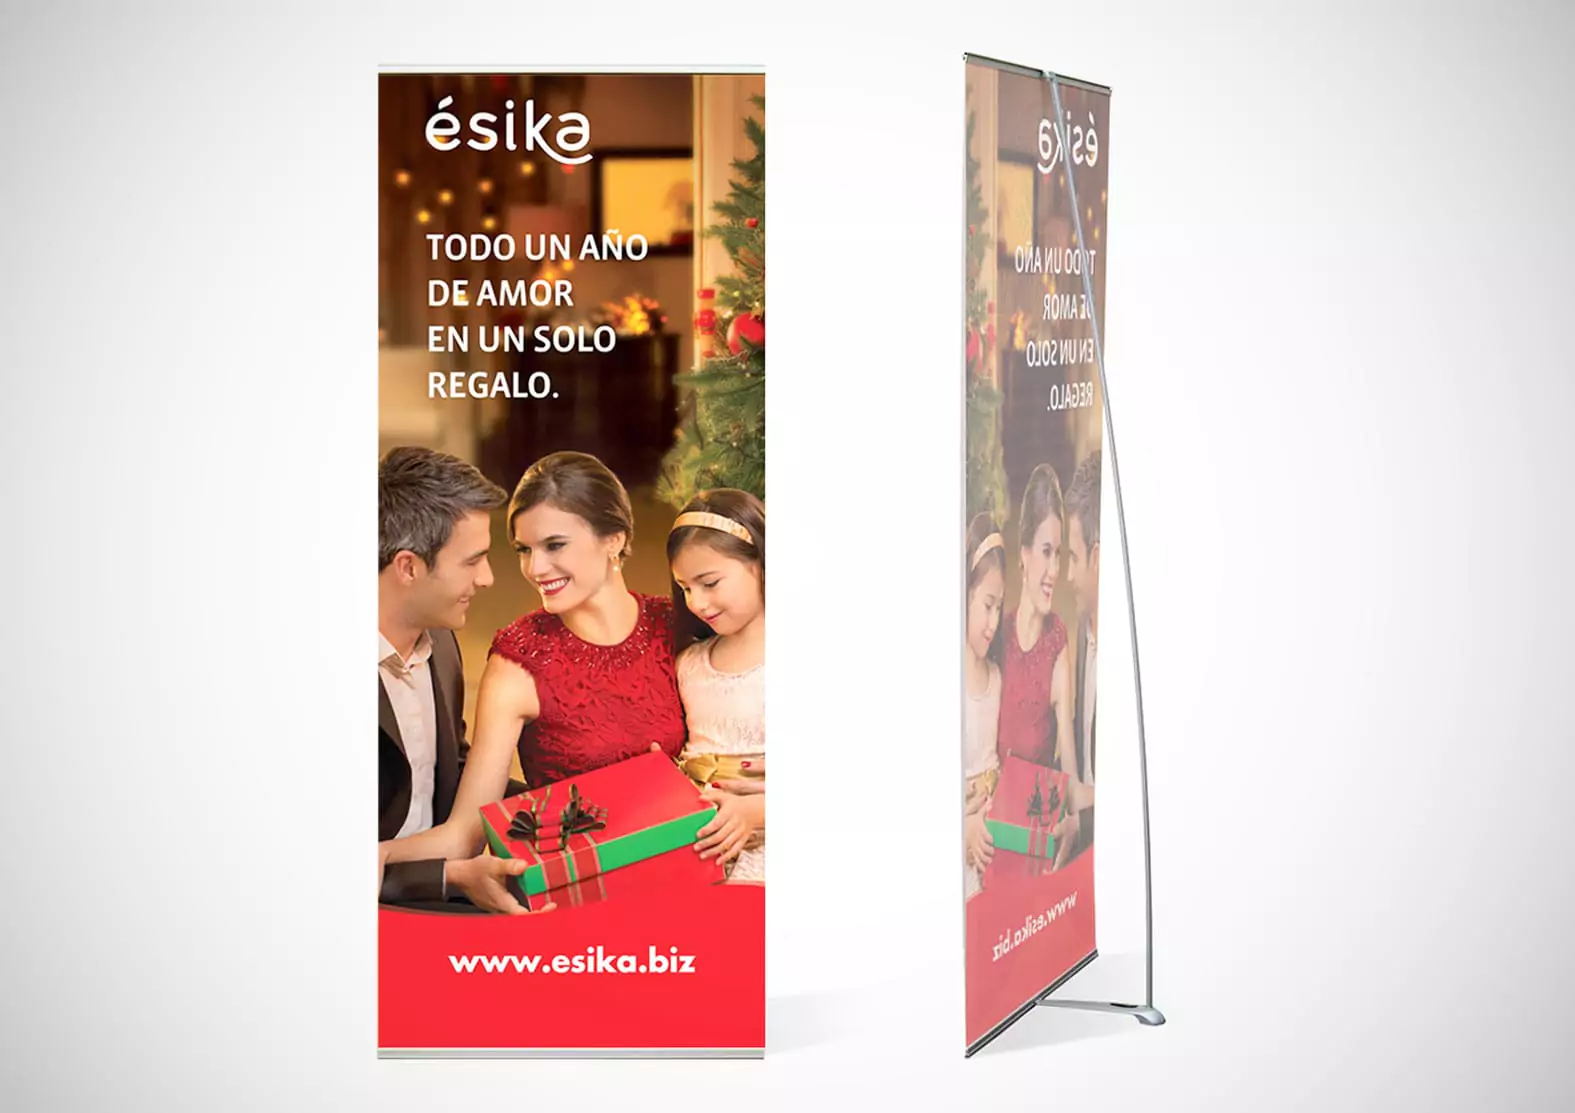 ésika
TODO UN AÑO
DE AMOR
EN UN SOLO
REGALO.
www.esika.biz
ésika
TODO UN AÑO
DE AMOR
EN UN SOLO
REGALO.
www.esika.biz